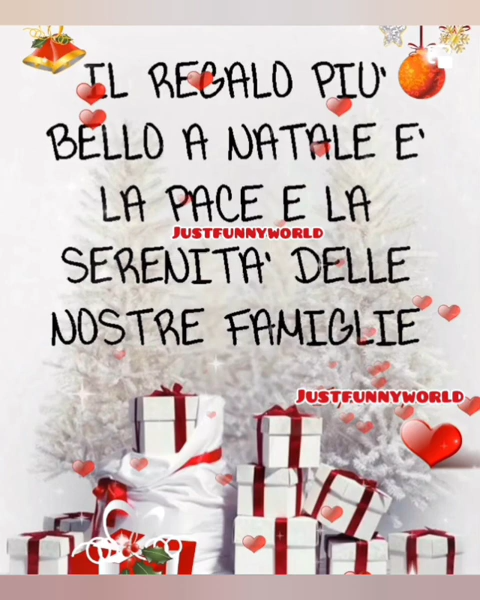 IL REGALO PIU'
BELLO A NATALE E'
LA PACE E LA
JUSTFUNNYWORLD
SERENITA' DELLE
NOSTRE FAMIGLIE
JUSTFUNNYWORLD